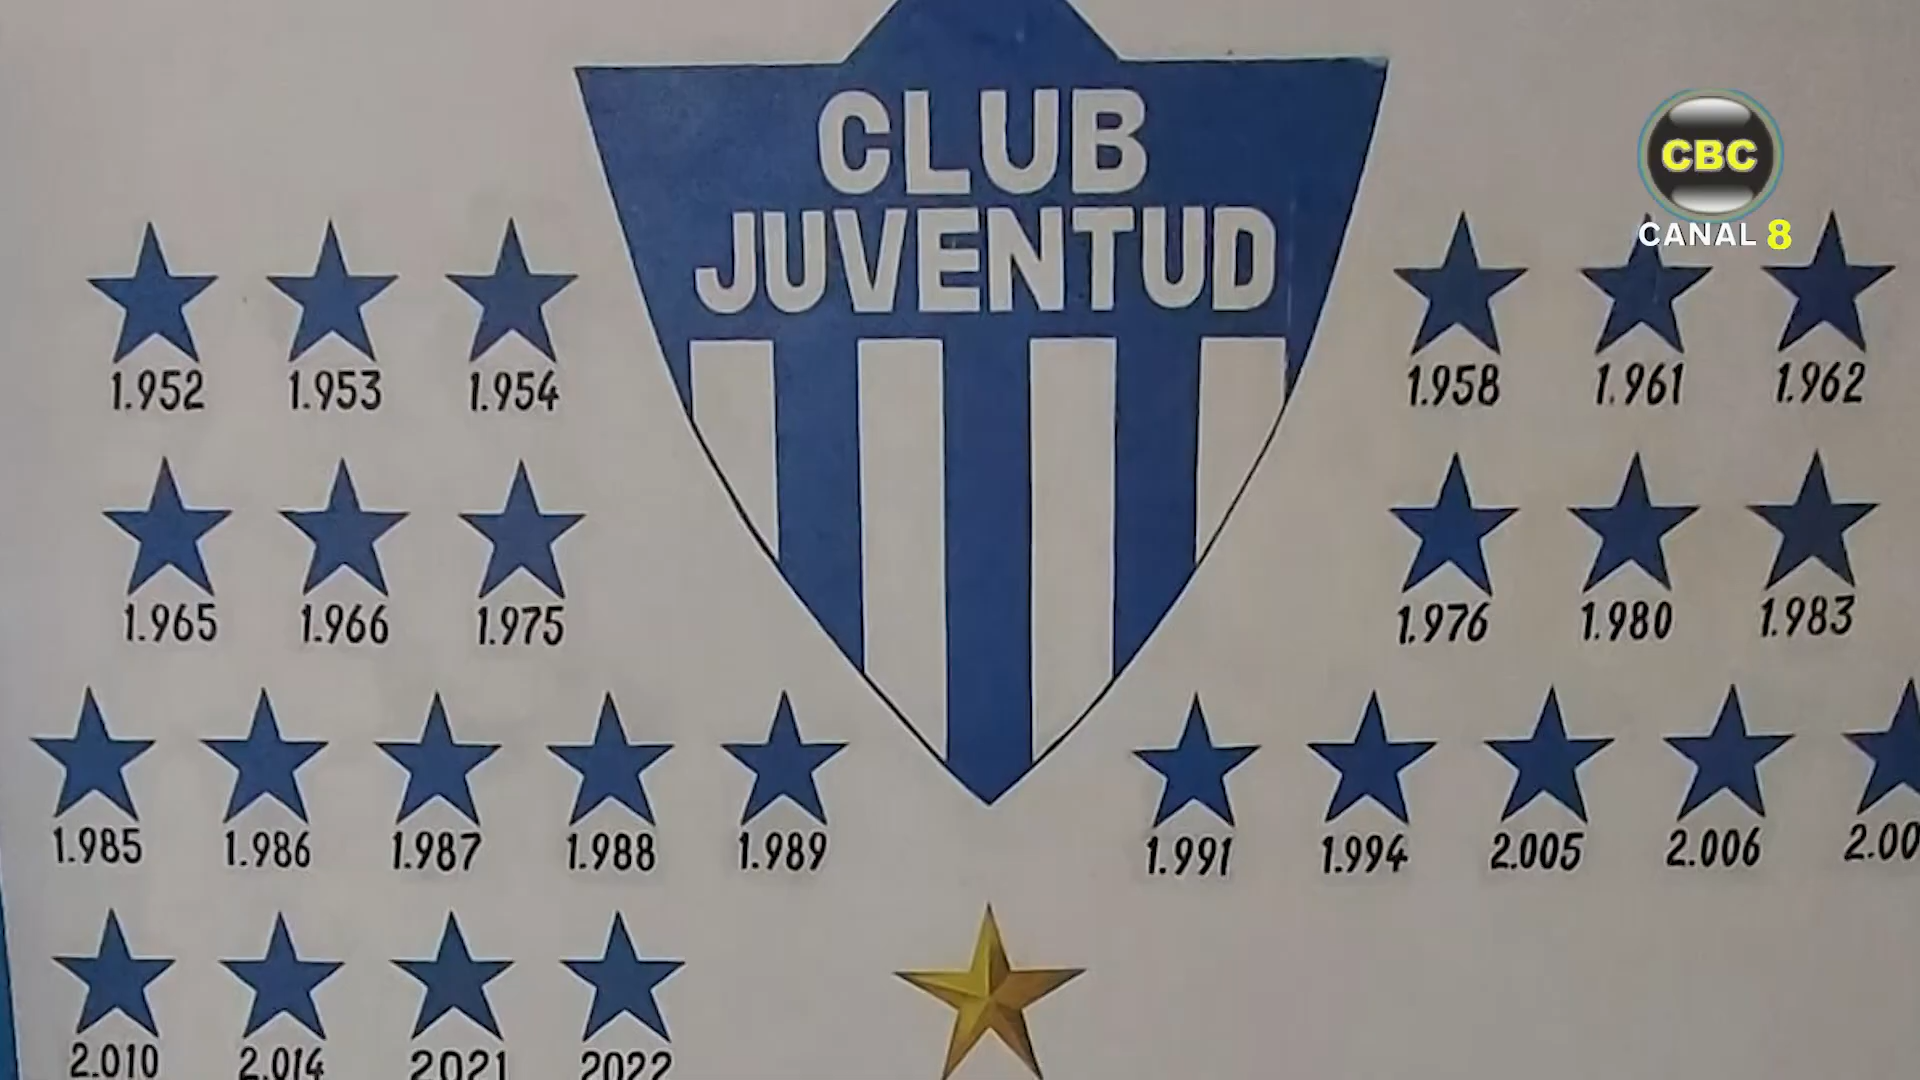 CLUB
JUVENTUD
CBC
CANAL 8
1.952 1.953 1.954
1.958 1.961 1.962
1.965 1.966 1.975
1.976 1.980 1.983
1.985 1.986 1.987 1.988 1.989
1.991 1.994 2.005 2.006 2.00
2.010 2.014 2021 2022